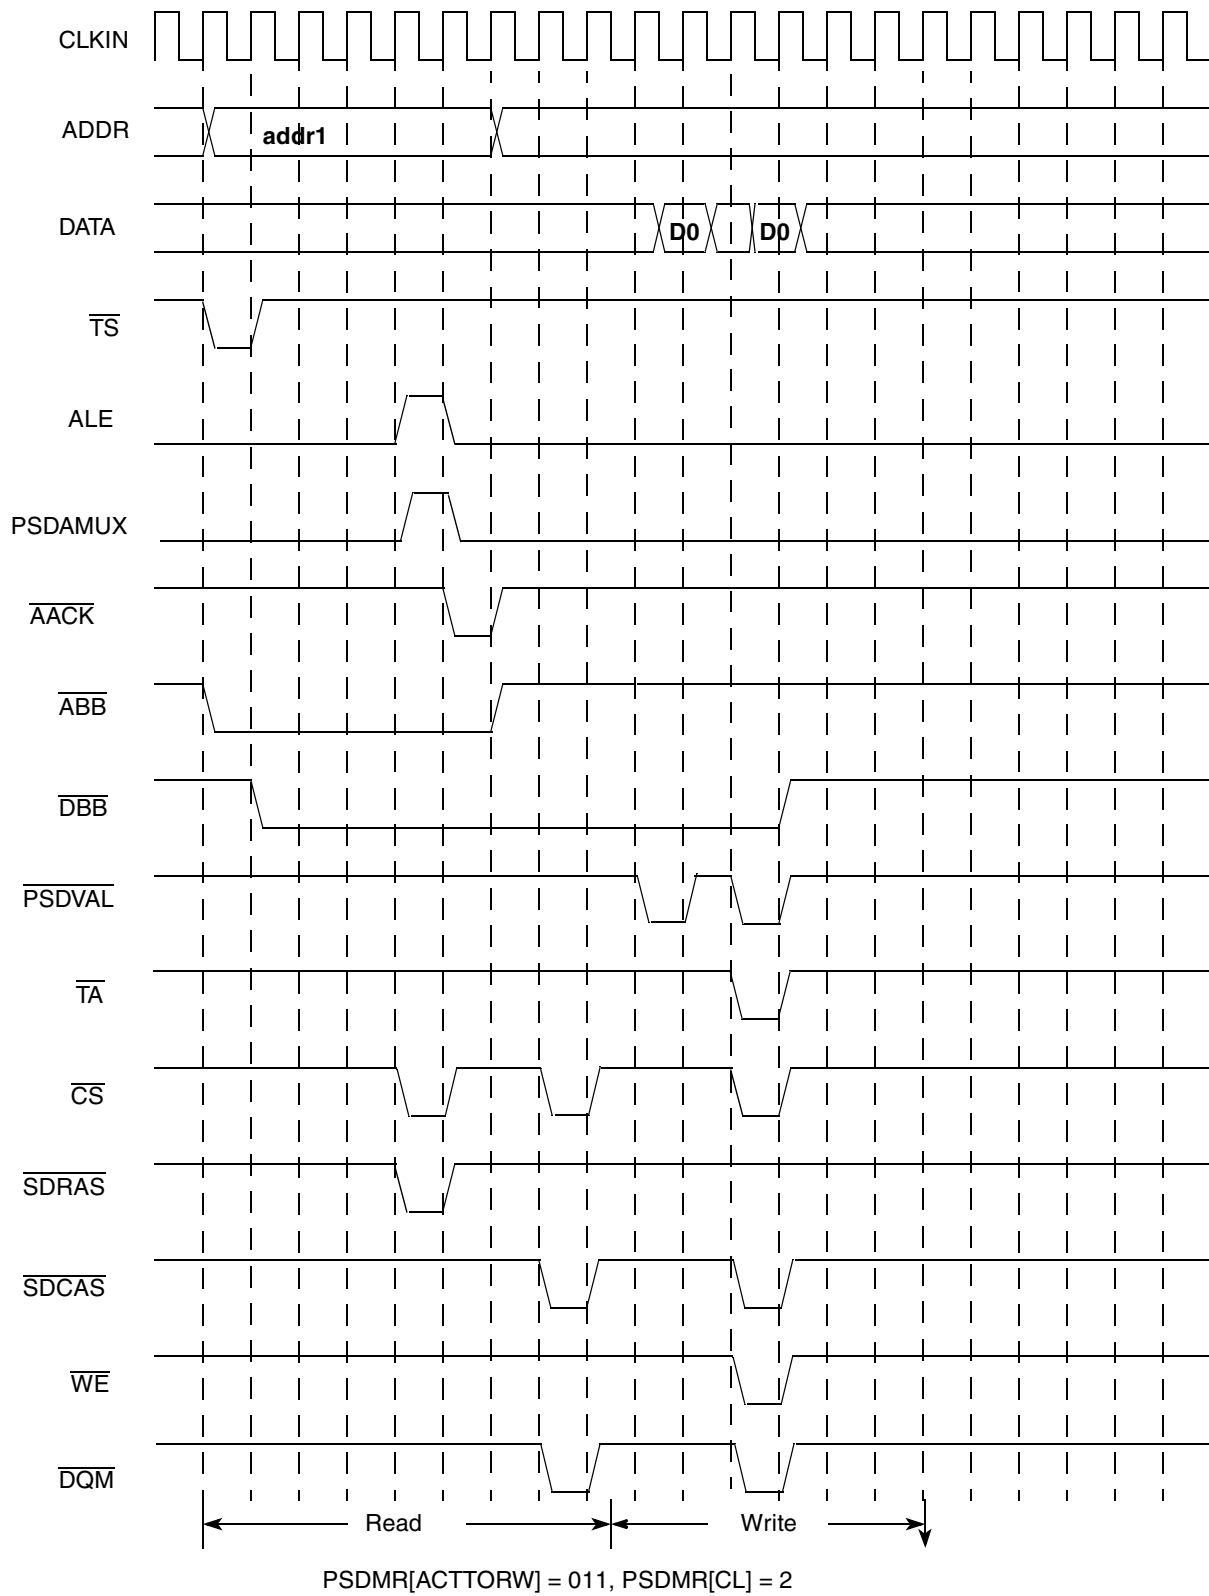 CLKIN
ADDR
addr1
DATA
D0 D0
TS
ALE
PSDAMUX
AACK
ABB
DBB
PSDVAL
TA
CS
SDRAS
SDCAS
WE
DQM
Read Write
PSDMR[ACTTORW] = 011, PSDMR[CL] = 2